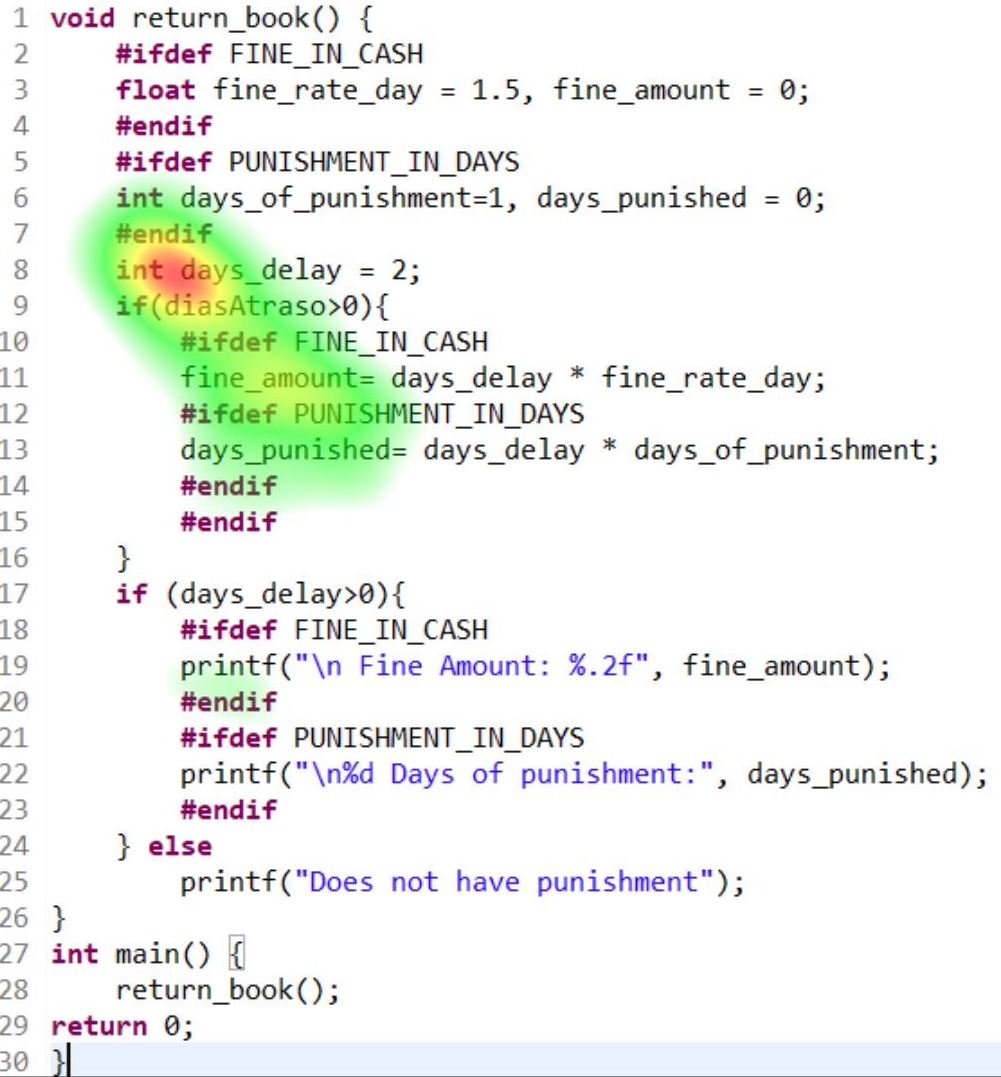 1 void return_book() {
2 #ifdef FINE_IN_CASH
3 float fine_rate_day = 1.5, fine_amount = 0;
4 #endif
5 #ifdef PUNISHMENT_IN_DAYS
6 int days_of_punishment=1, days_punished = 0;
7 #endif
8 int days_delay = 2;
9 if(diasAtraso>0){
10 #ifdef FINE_IN_CASH
11 fine_amount= days_delay * fine_rate_day;
12 #ifdef PUNISHMENT_IN_DAYS
13 days_punished= days_delay * days_of_punishment;
14 #endif
15 #endif
16 }
17 if (days_delay>0){
18 #ifdef FINE_IN_CASH
19 printf("\n Fine Amount: %.2f", fine_amount);
20 #endif
21 #ifdef PUNISHMENT_IN_DAYS
22 printf("\n%d Days of punishment:", days_punished);
23 #endif
24 } else
25 printf("Does not have punishment");
26 }
27 int main() {
28 return_book();
29 return 0;
30 }